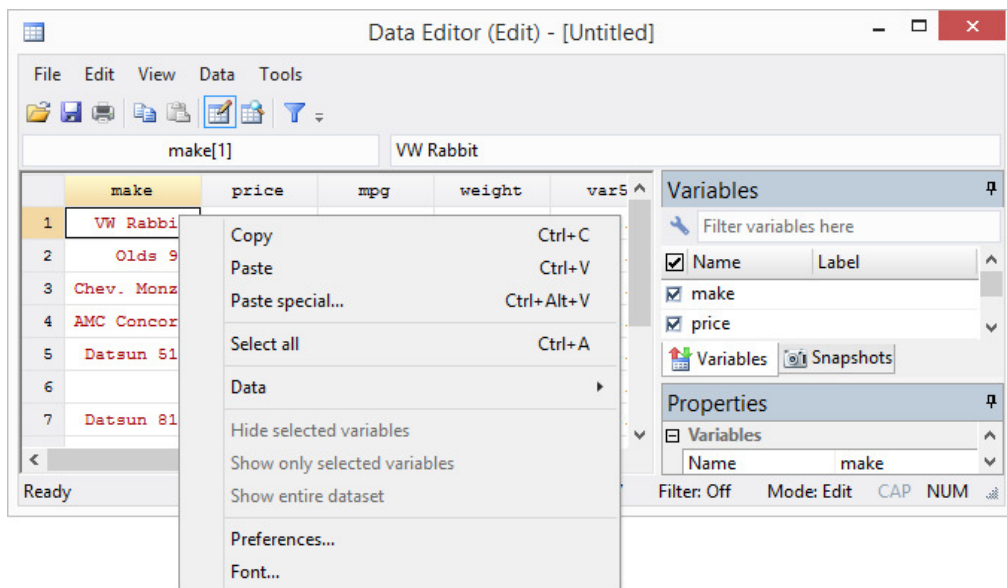 Data Editor (Edit) - [Untitled]
File Edit View Data Tools
make[1] VW Rabbit
make price mpg weight var5
1 VW Rabbi
2 Olds 9
3 Chev. Monz
4 AMC Concor
5 Datsun 51
6
7 Datsun 81
Copy Ctrl+C
Paste Ctrl+V
Paste special... Ctrl+Alt+V
Select all Ctrl+A
Data
Hide selected variables
Show only selected variables
Show entire dataset
Preferences...
Font...
Variables
Filter variables here
Name Label
make
price
Variables Snapshots
Properties
Variables
Name make
Ready Filter: Off Mode: Edit CAP NUM